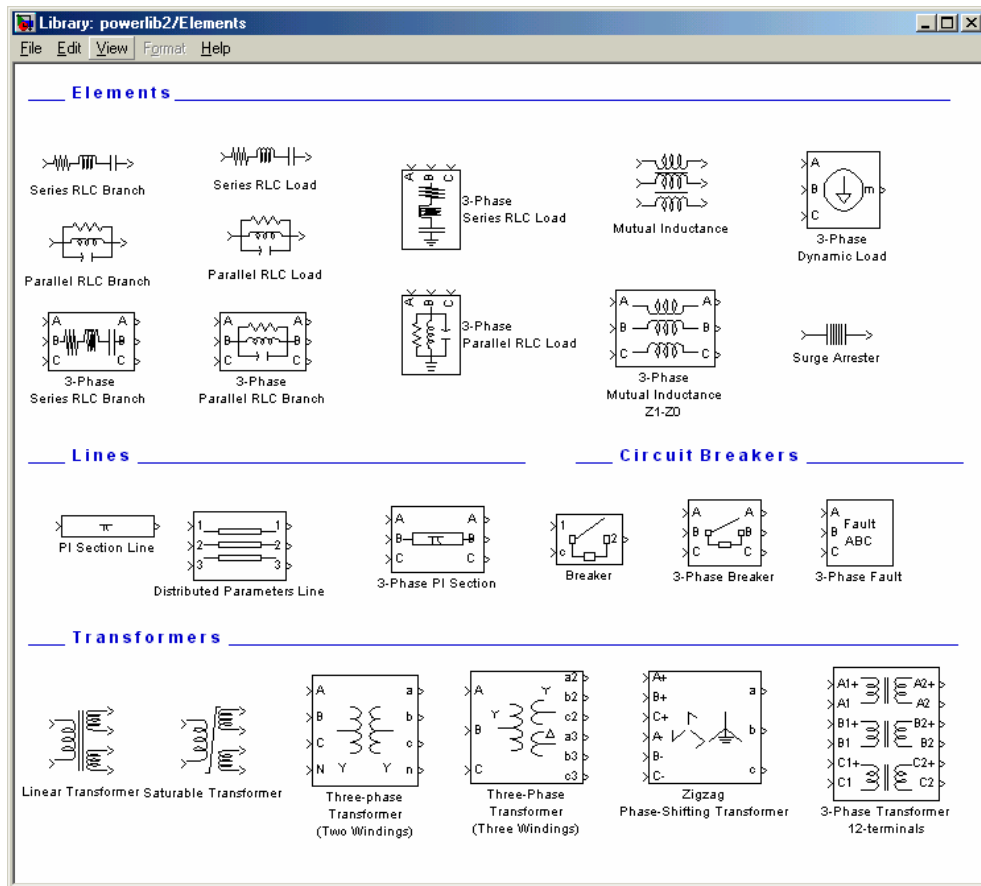 Library: powerlib2/Elements
File Edit View Format Help
Elements
Series RLC Branch
Series RLC Load
A B C
3-Phase
Series RLC Load
Mutual Inductance
A
B m
C
3-Phase
Dynamic Load
Parallel RLC Branch
Parallel RLC Load
A A
B B
C C
3-Phase
Series RLC Branch
A A
B B
C C
3-Phase
Parallel RLC Branch
A B C
3-Phase
Parallel RLC Load
A A
B B
C C
3-Phase
Mutual Inductance
Z1-Z0
Surge Arrester
Lines
Circuit Breakers
π
PI Section Line
1 1
2 2
3 3
Distributed Parameters Line
A A
B π B
C C
3-Phase PI Section
1
c 2
Breaker
A A
B B
C C
3-Phase Breaker
A
B
C
Fault
ABC
3-Phase Fault
Transformers
Linear Transformer
Saturable Transformer
A a
B b
C c
N Y Y n
Three-phase
Transformer
(Two Windings)
a2
A Y b2
Y c2
B Δ a3
b3
C c3
Three-Phase
Transformer
(Three Windings)
A+ a
B+
C+
A- b
B-
C- c
Zigzag
Phase-Shifting Transformer
A1+ A2+
A1 A2
B1+ B2+
B1 B2
C1+ C2+
C1 C2
3-Phase Transformer
12-terminals